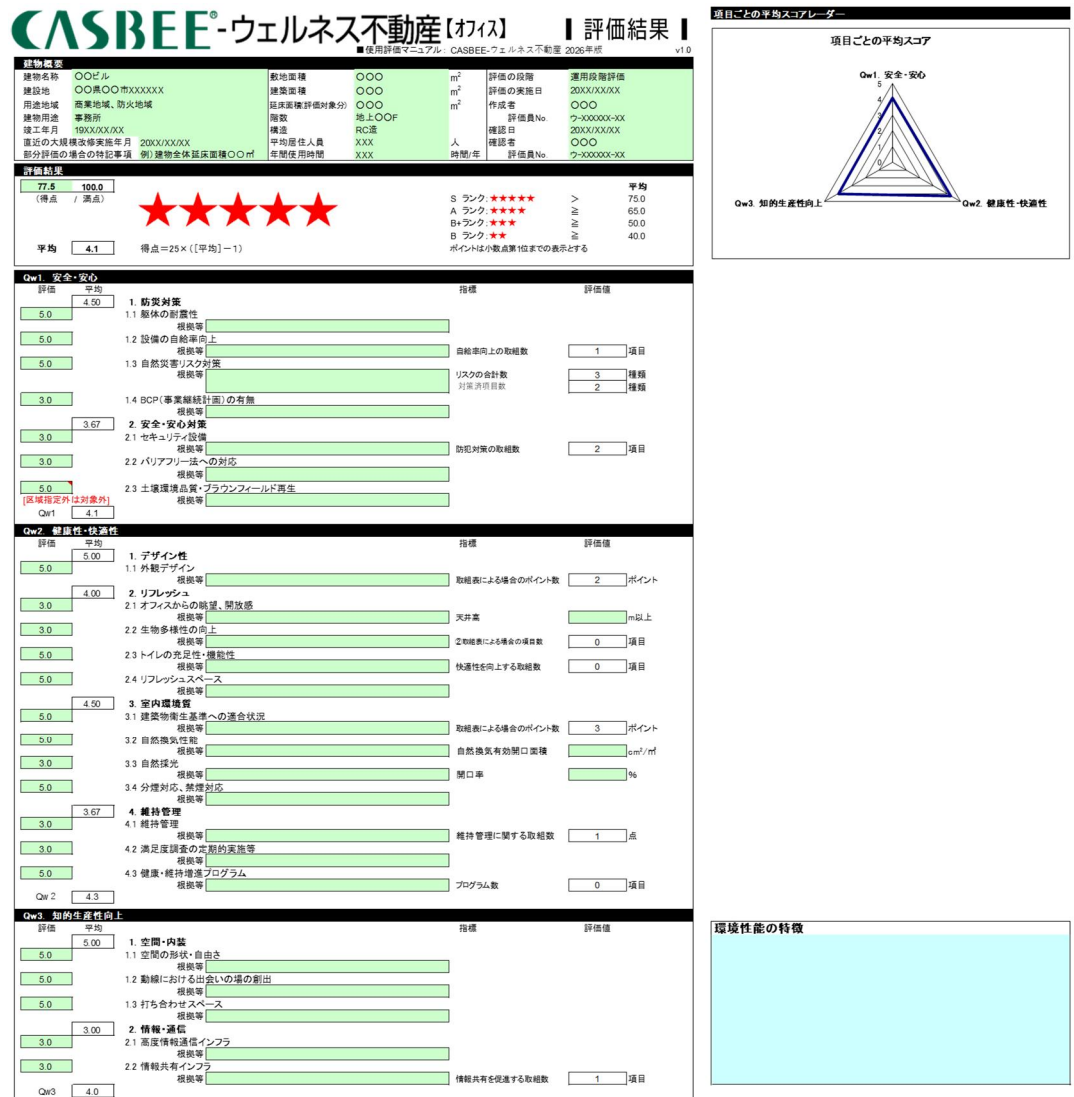 CASBEE®-ウェルネス不動産【オフィス】 ┃評価結果┃
■使用評価マニュアル: CASBEE-ウェルネス不動産 2026年版 v1.0
建物概要
建物名称 〇〇ビル 敷地面積 〇〇〇 m² 評価の段階 運用段階評価
建設地 〇〇県〇〇市XXXXXX 建築面積 〇〇〇 m² 評価の実施日 20XX/XX/XX
用途地域 商業地域、防火地域 延床面積(評価対象分) 〇〇〇 m² 作成者 〇〇〇
建物用途 事務所 階数 地上〇〇F 評価員No. ウ-XXXXXX-XX
竣工年月 19XX/XX/XX 構造 RC造 確認日 20XX/XX/XX
直近の大規模改修実施年月 20XX/XX/XX 平均居住人員 XXX 人 確認者 〇〇〇
部分評価の場合の特記事項 例)建物全体延床面積〇〇㎡ 年間使用時間 XXX 時間/年 評価員No. ウ-XXXXXX-XX
評価結果
77.5 100.0 平均
(得点 / 満点) ★★★★★ S ランク:★★★★★ > 75.0
A ランク:★★★★ ≧ 65.0
B+ランク:★★★ ≧ 50.0
B ランク:★★ ≧ 40.0
平均 4.1 得点=25×([平均]-1) ポイントは小数点第1位までの表示とする
Qw1. 安全・安心
評価 平均 指標 評価値
4.50 1. 防災対策
5.0 1.1 躯体の耐震性
根拠等
5.0 1.2 設備の自給率向上
根拠等 自給率向上の取組数 1 項目
5.0 1.3 自然災害リスク対策
根拠等 リスクの合計数 3 種類
対策済項目数 2 種類
3.0 1.4 BCP(事業継続計画)の有無
根拠等
3.67 2. 安全・安心対策
3.0 2.1 セキュリティ設備
根拠等 防犯対策の取組数 2 項目
3.0 2.2 バリアフリー法への対応
根拠等
5.0 2.3 土壌環境品質・ブラウンフィールド再生
[区域指定外は対象外] 根拠等
Qw1 4.1
Qw2. 健康性・快適性
評価 平均 指標 評価値
5.00 1. デザイン性
5.0 1.1 外観デザイン
根拠等 取組表による場合のポイント数 2 ポイント
4.00 2. リフレッシュ
3.0 2.1 オフィスからの眺望、開放感
根拠等 天井高 m以上
3.0 2.2 生物多様性の向上
根拠等 ②取組表による場合の項目数 0 項目
5.0 2.3 トイレの充足性・機能性
根拠等 快適性を向上する取組数 0 項目
5.0 2.4 リフレッシュスペース
根拠等
4.50 3. 室内環境質
5.0 3.1 建築物衛生基準への適合状況
根拠等 取組表による場合のポイント数 3 ポイント
5.0 3.2 自然換気性能
根拠等 自然換気有効開口面積 cm²/㎡
3.0 3.3 自然採光
根拠等 開口率 %
5.0 3.4 分煙対応、禁煙対応
根拠等
3.67 4. 維持管理
3.0 4.1 維持管理
根拠等 維持管理に関する取組数 1 点
3.0 4.2 満足度調査の定期的実施等
根拠等
5.0 4.3 健康・維持増進プログラム
根拠等 プログラム数 0 項目
Qw 2 4.3
Qw3. 知的生産性向上
評価 平均 指標 評価値
5.00 1. 空間・内装
5.0 1.1 空間の形状・自由さ
根拠等
5.0 1.2 動線における出会いの場の創出
根拠等
5.0 1.3 打ち合わせスペース
根拠等
3.00 2. 情報・通信
3.0 2.1 高度情報通信インフラ
根拠等
3.0 2.2 情報共有インフラ
根拠等 情報共有を促進する取組数 1 項目
Qw3 4.0
項目ごとの平均スコアレーダー
項目ごとの平均スコア
Qw1. 安全・安心
5
4
3
2
1
0
Qw3. 知的生産性向上 Qw2. 健康性・快適性
環境性能の特徴